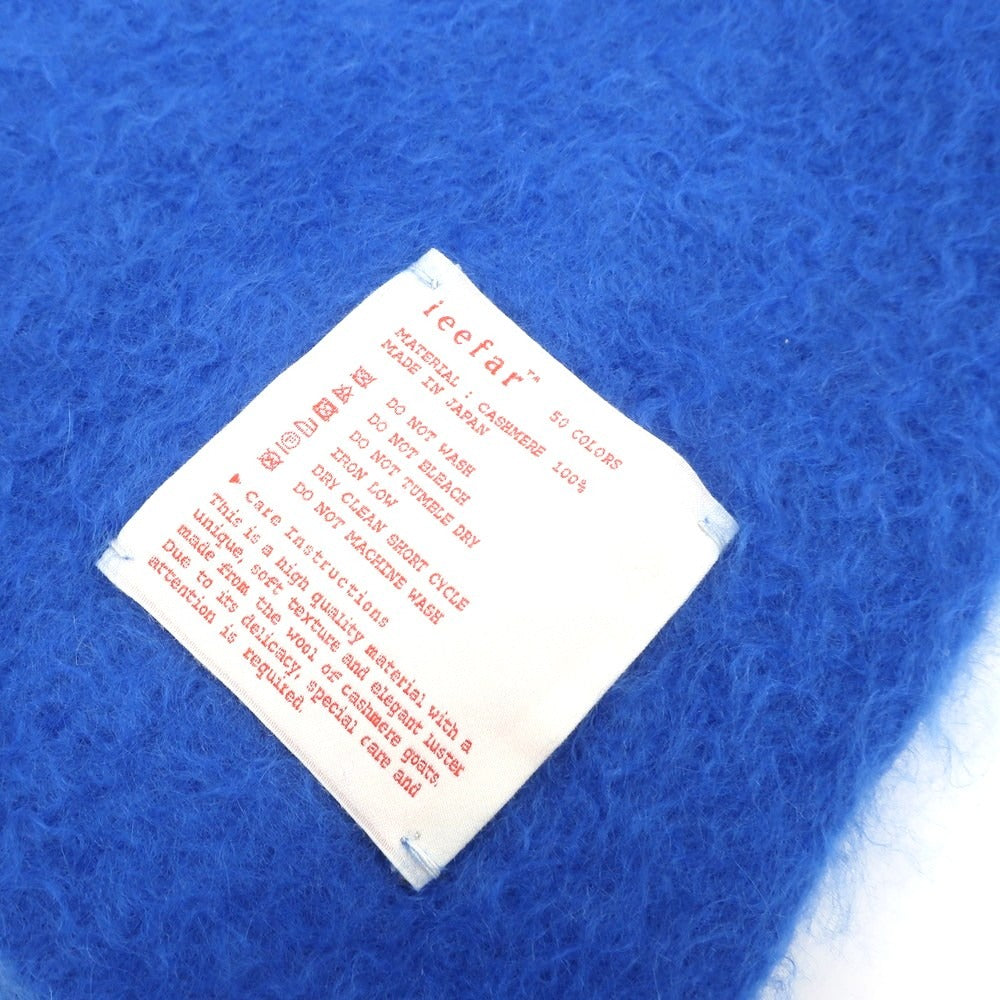 ieefar™ 50 COLORS
MATERIAL : CASHMERE 100%
MADE IN JAPAN
DO NOT WASH
DO NOT BLEACH
DO NOT TUMBLE DRY
IRON LOW
DRY CLEAN SHORT CYCLE
DO NOT MACHINE WASH
▶ Care Instructions
This is a high quality material with a
unique, soft texture and elegant luster
made from the wool of cashmere goats.
Due to its delicacy, special care and
attention is required.